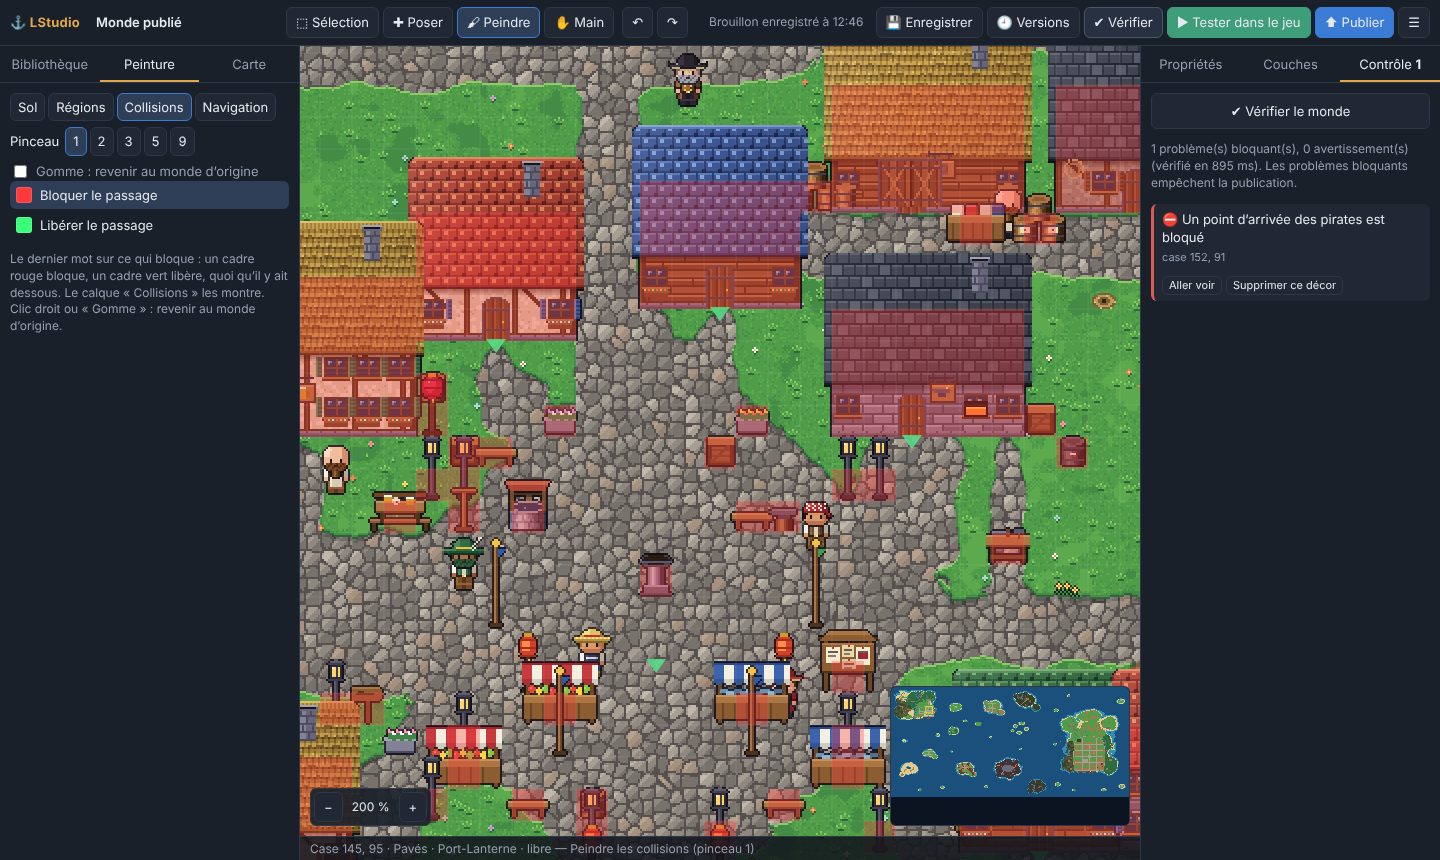 ⚓ LStudio Monde publié
⬚ Sélection ✚ Poser 🖌 Peindre ✋ Main ↶ ↷
Brouillon enregistré à 12:46
💾 Enregistrer 🕘 Versions ✔ Vérifier ▶ Tester dans le jeu ⬆ Publier ☰
Bibliothèque Peinture Carte
Sol Régions Collisions Navigation
Pinceau 1 2 3 5 9
Gomme : revenir au monde d’origine
Bloquer le passage
Libérer le passage
Le dernier mot sur ce qui bloque : un cadre
rouge bloque, un cadre vert libère, quoi qu’il y ait
dessous. Le calque « Collisions » les montre.
Clic droit ou « Gomme » : revenir au monde
d’origine.
− 200 % +
Case 145, 95 · Pavés · Port-Lanterne · libre — Peindre les collisions (pinceau 1)
Propriétés Couches Contrôle 1
✔ Vérifier le monde
1 problème(s) bloquant(s), 0 avertissement(s)
(vérifié en 895 ms). Les problèmes bloquants
empêchent la publication.
⛔ Un point d’arrivée des pirates est
bloqué
case 152, 91
Aller voir Supprimer ce décor